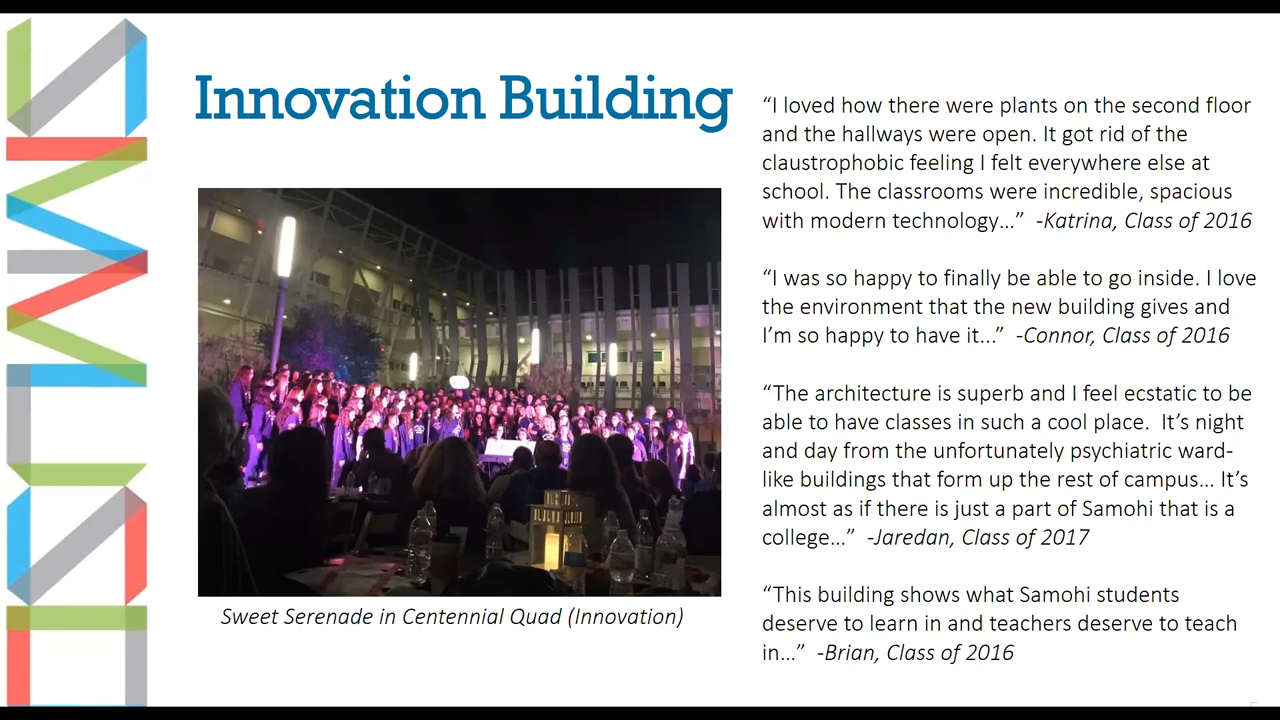 Innovation Building
Sweet Serenade in Centennial Quad (Innovation)
“I loved how there were plants on the second floor
and the hallways were open. It got rid of the
claustrophobic feeling I felt everywhere else at
school. The classrooms were incredible, spacious
with modern technology…” -Katrina, Class of 2016
“I was so happy to finally be able to go inside. I love
the environment that the new building gives and
I’m so happy to have it...” -Connor, Class of 2016
“The architecture is superb and I feel ecstatic to be
able to have classes in such a cool place. It’s night
and day from the unfortunately psychiatric ward-
like buildings that form up the rest of campus… It’s
almost as if there is just a part of Samohi that is a
college…” -Jaredan, Class of 2017
“This building shows what Samohi students
deserve to learn in and teachers deserve to teach
in…” -Brian, Class of 2016